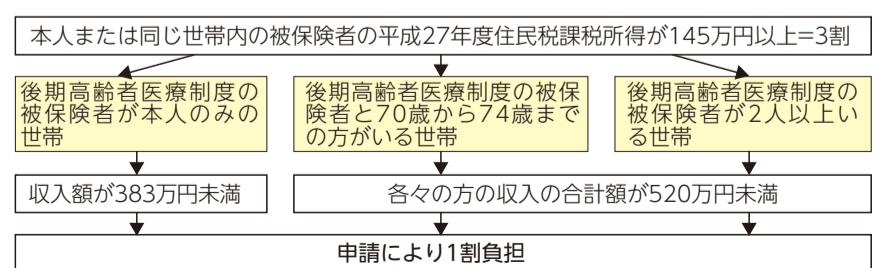 本人または同じ世帯内の被保険者の平成27年度住民税課税所得が145万円以上=3割
後期高齢者医療制度の
被保険者が本人のみの
世帯
後期高齢者医療制度の被保
険者と70歳から74歳まで
の方がいる世帯
後期高齢者医療制度の
被保険者が2人以上い
る世帯
収入額が383万円未満
各々の方の収入の合計額が520万円未満
申請により1割負担